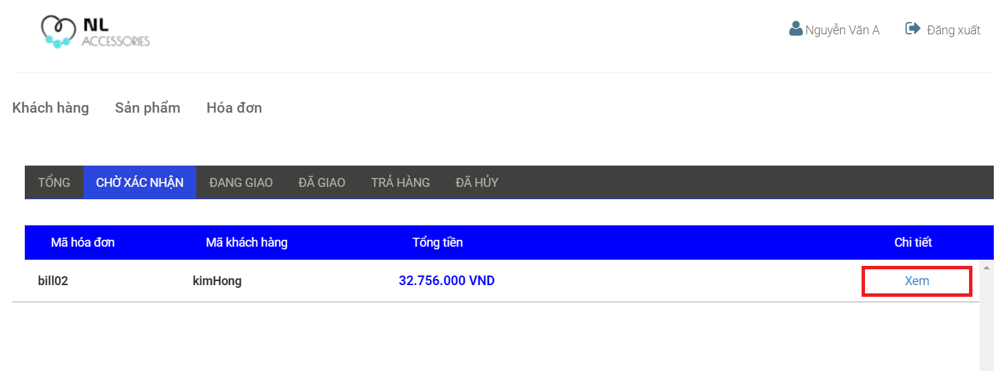 NL
ACCESSORIES
Nguyễn Văn A Đăng xuất
Khách hàng Sản phẩm Hóa đơn
TỔNG CHỜ XÁC NHẬN ĐANG GIAO ĐÃ GIAO TRẢ HÀNG ĐÃ HỦY
Mã hóa đơn Mã khách hàng Tổng tiền Chi tiết
bill02 kimHong 32.756.000 VND Xem